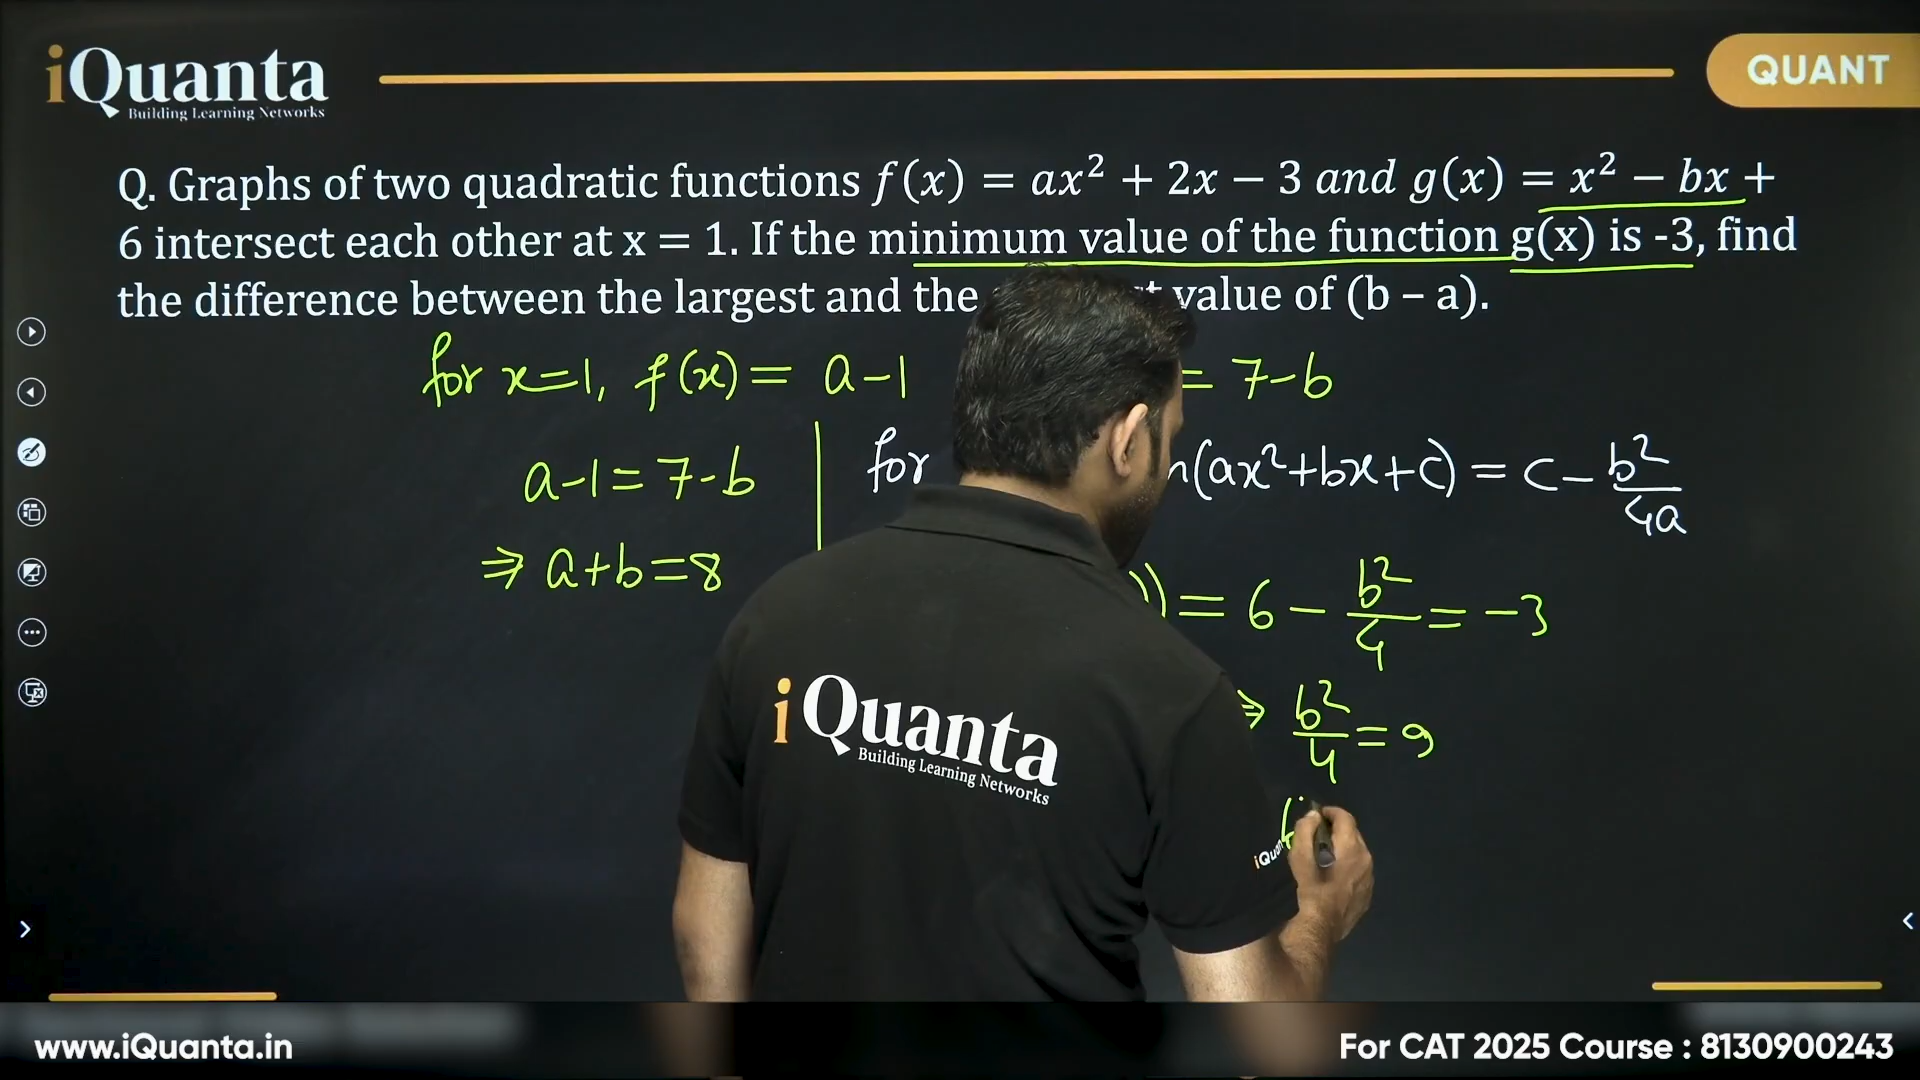 iQuanta
Building Learning Networks
QUANT
Q. Graphs of two quadratic functions f(x) = ax² + 2x − 3 and g(x) = x² − bx +
6 intersect each other at x = 1. If the minimum value of the function g(x) is -3, find
the difference between the largest and the value of (b – a).
for x=1, f(x) = a-1 = 7-b
a-1 = 7-b
⇒ a+b=8
for (ax²+bx+c) = c - b²/4a
)) = 6 - b²/4 = -3
⇒ b²/4 = 9
iQuanta
Building Learning Networks
www.iQuanta.in
For CAT 2025 Course : 8130900243